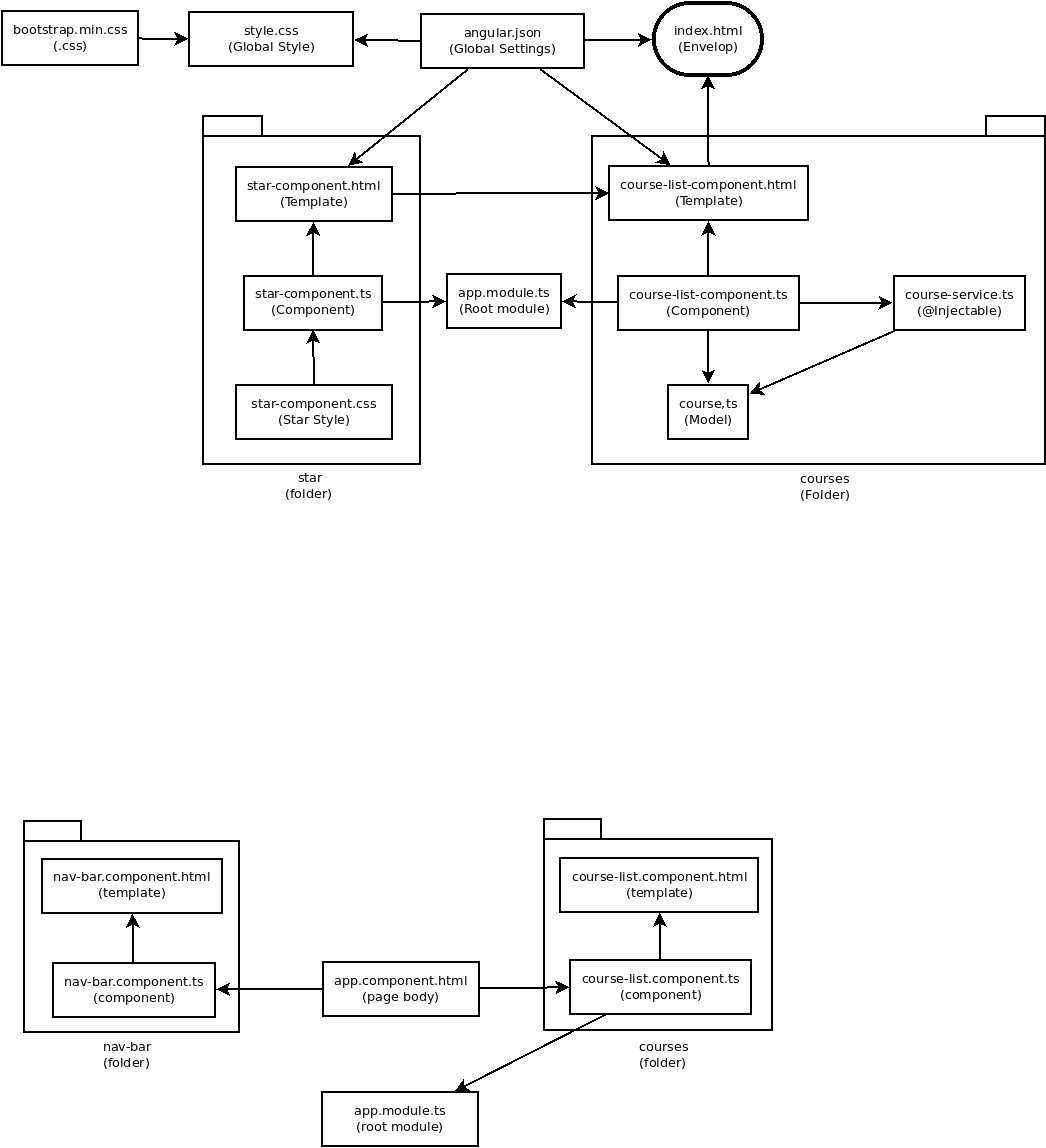 bootstrap.min.css
(.css)
style.css
(Global Style)
angular.json
(Global Settings)
index.html
(Envelop)
star-component.html
(Template)
course-list-component.html
(Template)
star-component.ts
(Component)
app.module.ts
(Root module)
course-list-component.ts
(Component)
course-service.ts
(@Injectable)
star-component.css
(Star Style)
course,ts
(Model)
star
(folder)
courses
(Folder)
nav-bar.component.html
(template)
course-list.component.html
(template)
nav-bar.component.ts
(component)
app.component.html
(page body)
course-list.component.ts
(component)
nav-bar
(folder)
courses
(folder)
app.module.ts
(root module)